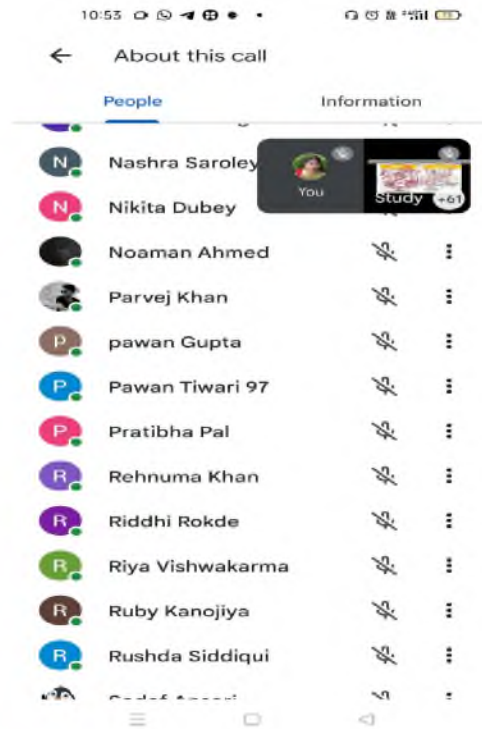 10:53
About this call
People Information
N Nashra Saroley
You Study +61
N Nikita Dubey
Noaman Ahmed
Parvej Khan
P pawan Gupta
P Pawan Tiwari 97
P Pratibha Pal
R Rehnuma Khan
R Riddhi Rokde
R Riya Vishwakarma
R Ruby Kanojiya
R Rushda Siddiqui